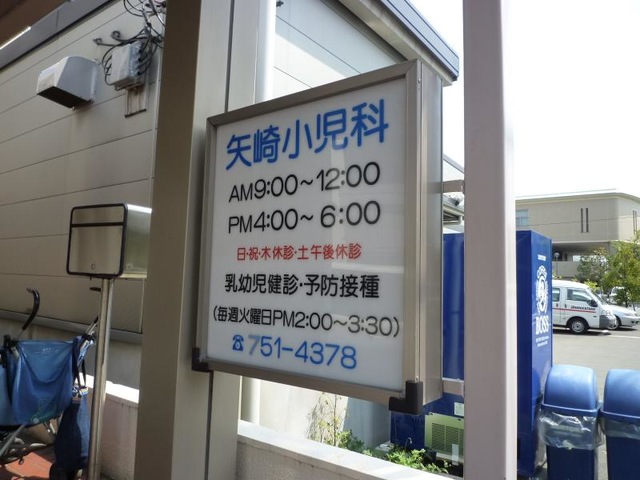 矢崎小児科
AM9:00～12:00
PM4:00～6:00
日・祝・木休診・土午後休診
乳幼児健診・予防接種
(毎週火曜日PM2:00～3:30)
☎751-4378
BOSS